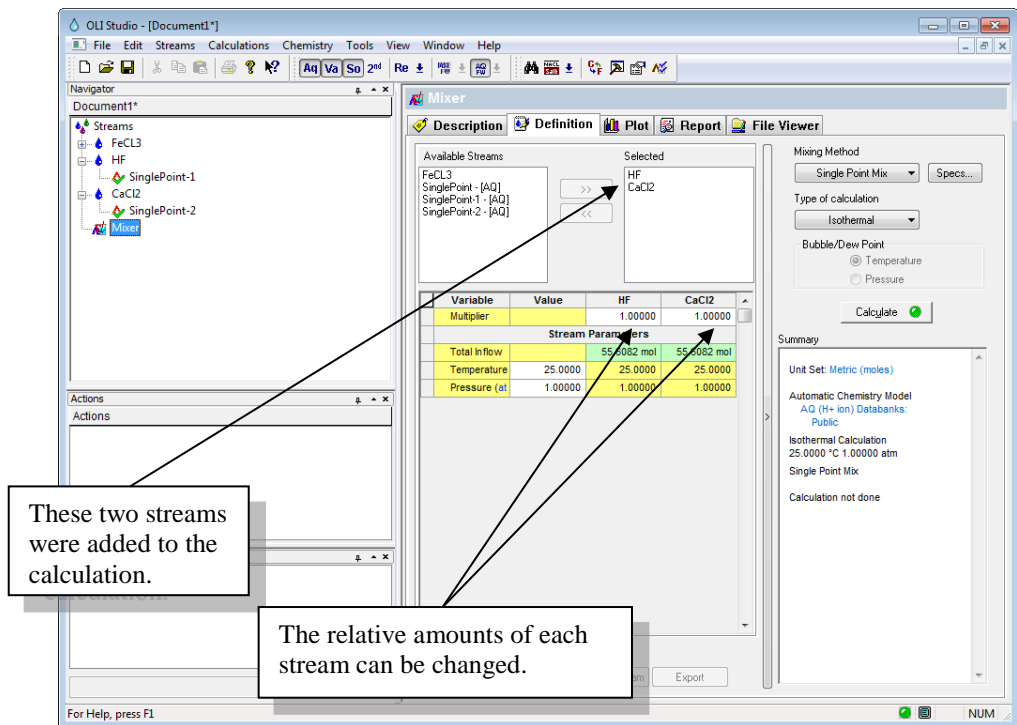 OLI Studio - [Document1*]
File Edit Streams Calculations Chemistry Tools View Window Help
Aq Va So 2nd Re
Navigator
Document1*
Streams
FeCL3
HF
SinglePoint-1
CaCl2
SinglePoint-2
Mixer
Actions
Actions
Mixer
Description Definition Plot Report File Viewer
Available Streams Selected
FeCL3
SinglePoint - [AQ]
SinglePoint-1 - [AQ]
SinglePoint-2 - [AQ]
>>
<<
HF
CaCl2
Variable Value HF CaCl2
Multiplier 1.00000 1.00000
Stream Parameters
Total Inflow 55.6082 mol 55.6082 mol
Temperature 25.0000 25.0000 25.0000
Pressure (at 1.00000 1.00000 1.00000
Export
Mixing Method
Single Point Mix Specs...
Type of calculation
Isothermal
Bubble/Dew Point
Temperature
Pressure
Calculate
Summary
Unit Set: Metric (moles)
Automatic Chemistry Model
AQ (H+ ion) Databanks:
Public
Isothermal Calculation
25.0000 °C 1.00000 atm
Single Point Mix
Calculation not done
These two streams
were added to the
calculation.
The relative amounts of each
stream can be changed.
For Help, press F1
NUM